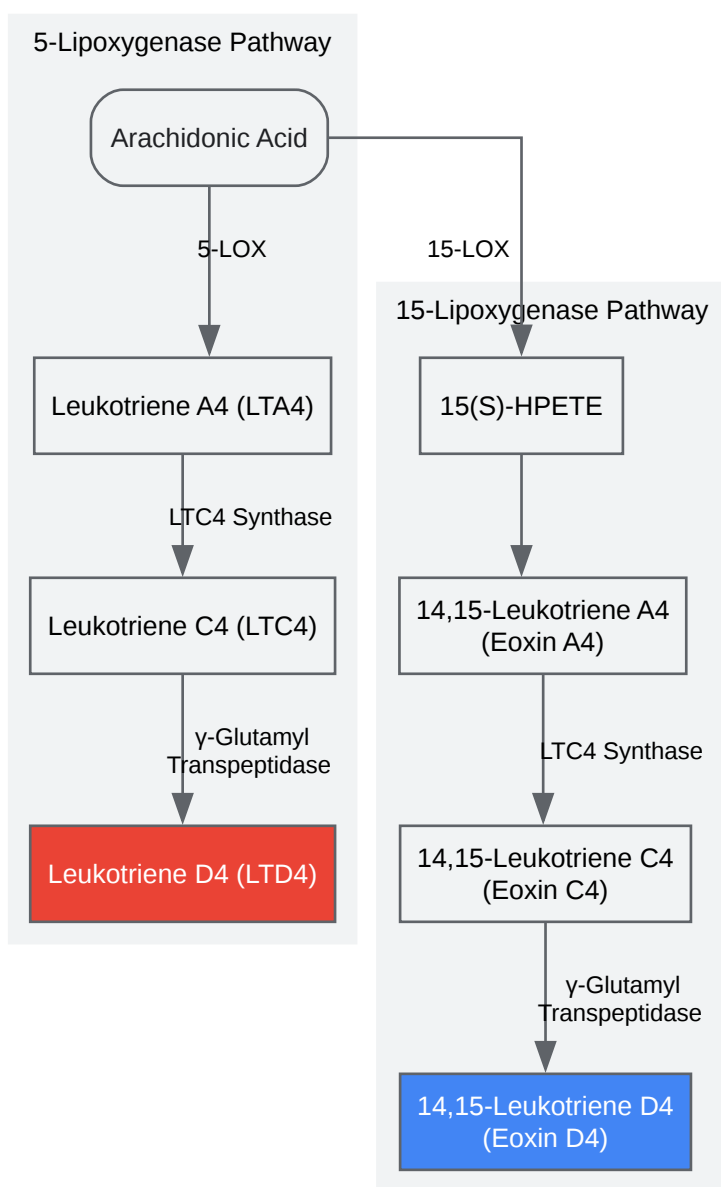 5-Lipoxygenase Pathway
Arachidonic Acid
5-LOX
15-LOX
15-Lipoxygenase Pathway
Leukotriene A4 (LTA4)
15(S)-HPETE
LTC4 Synthase
Leukotriene C4 (LTC4)
14,15-Leukotriene A4
(Eoxin A4)
γ-Glutamyl
Transpeptidase
LTC4 Synthase
Leukotriene D4 (LTD4)
14,15-Leukotriene C4
(Eoxin C4)
γ-Glutamyl
Transpeptidase
14,15-Leukotriene D4
(Eoxin D4)